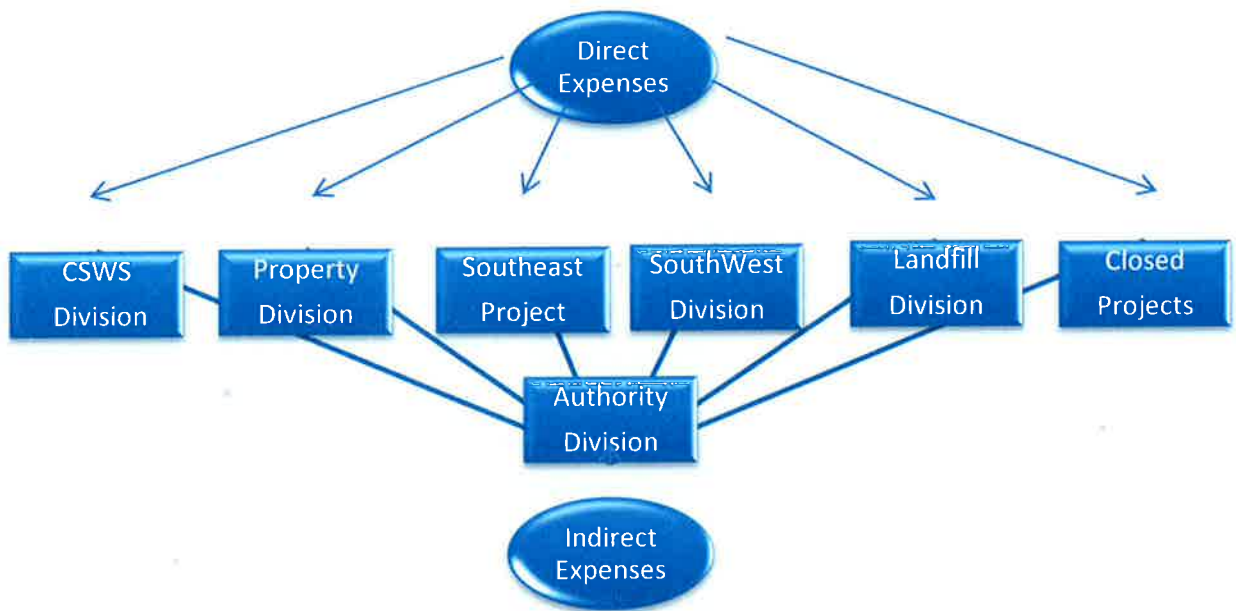 Direct
Expenses
CSWS
Division
Property
Division
Southeast
Project
SouthWest
Division
Landfill
Division
Closed
Projects
Authority
Division
Indirect
Expenses